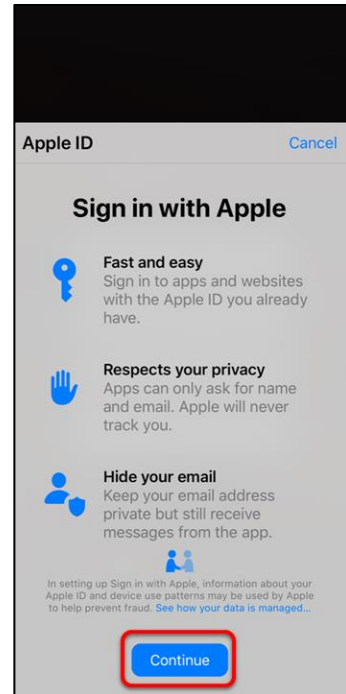 Apple ID
Cancel
Sign in with Apple
Fast and easy
Sign in to apps and websites
with the Apple ID you already
have.
Respects your privacy
Apps can only ask for name
and email. Apple will never
track you.
Hide your email
Keep your email address
private but still receive
messages from the app.
In setting up Sign in with Apple, information about your
Apple ID and device use patterns may be used by Apple
to help prevent fraud. See how your data is managed...
Continue